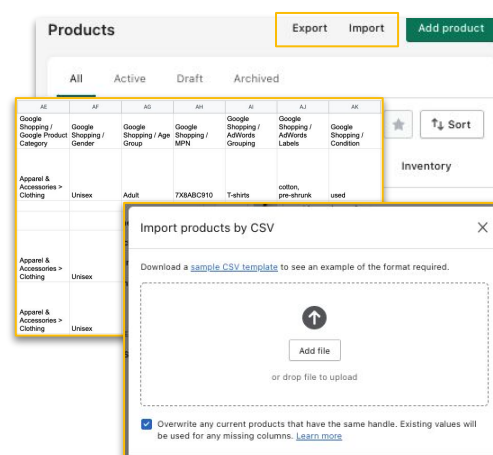 Products
Export Import Add product
All Active Draft Archived
Sort
Inventory
AE AF AG AH AI AJ AK
Google Google
Shopping / Google Google Google Shopping / Shopping / Google
Google Product Shopping / Shopping / Age Shopping / AdWords AdWords Shopping /
Category Gender Group MPN Grouping Labels Condition
Apparel &
Accessories > cotton,
Clothing Unisex Adult 7X8ABC910 T-shirts pre-shrunk used
Apparel &
Accessories >
Clothing Unisex
Apparel &
Accessories >
Clothing Unisex
Import products by CSV
Download a sample CSV template to see an example of the format required.
Add file
or drop file to upload
Overwrite any current products that have the same handle. Existing values will
be used for any missing columns. Learn more